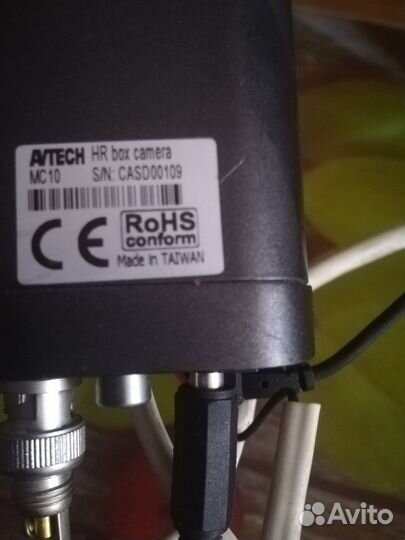 AVTECH HR box camera
MC10 S/N: CASD00109
CE RoHS
conform
Made in TAIWAN
Avito